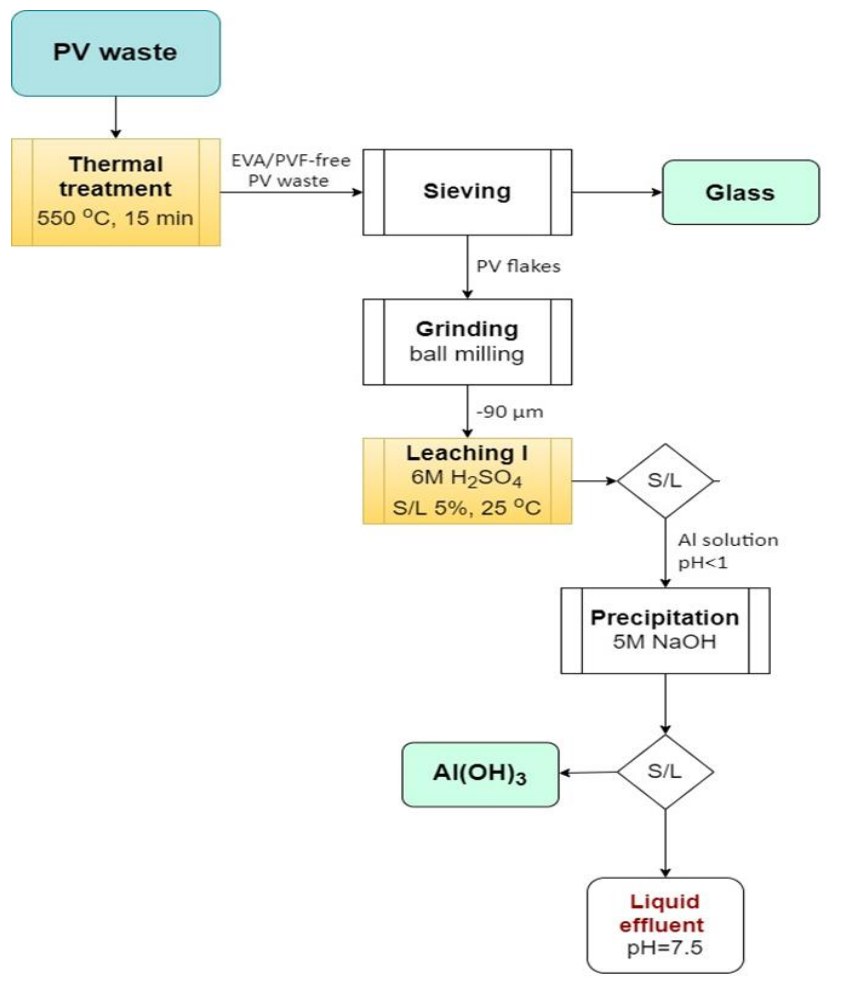 PV waste
Thermal
treatment
550 °C, 15 min
EVA/PVF-free
PV waste
Sieving
Glass
PV flakes
Grinding
ball milling
-90 μm
Leaching I
6M H₂SO₄
S/L 5%, 25 °C
S/L
Al solution
pH<1
Precipitation
5M NaOH
Al(OH)₃
S/L
Liquid
effluent
pH=7.5